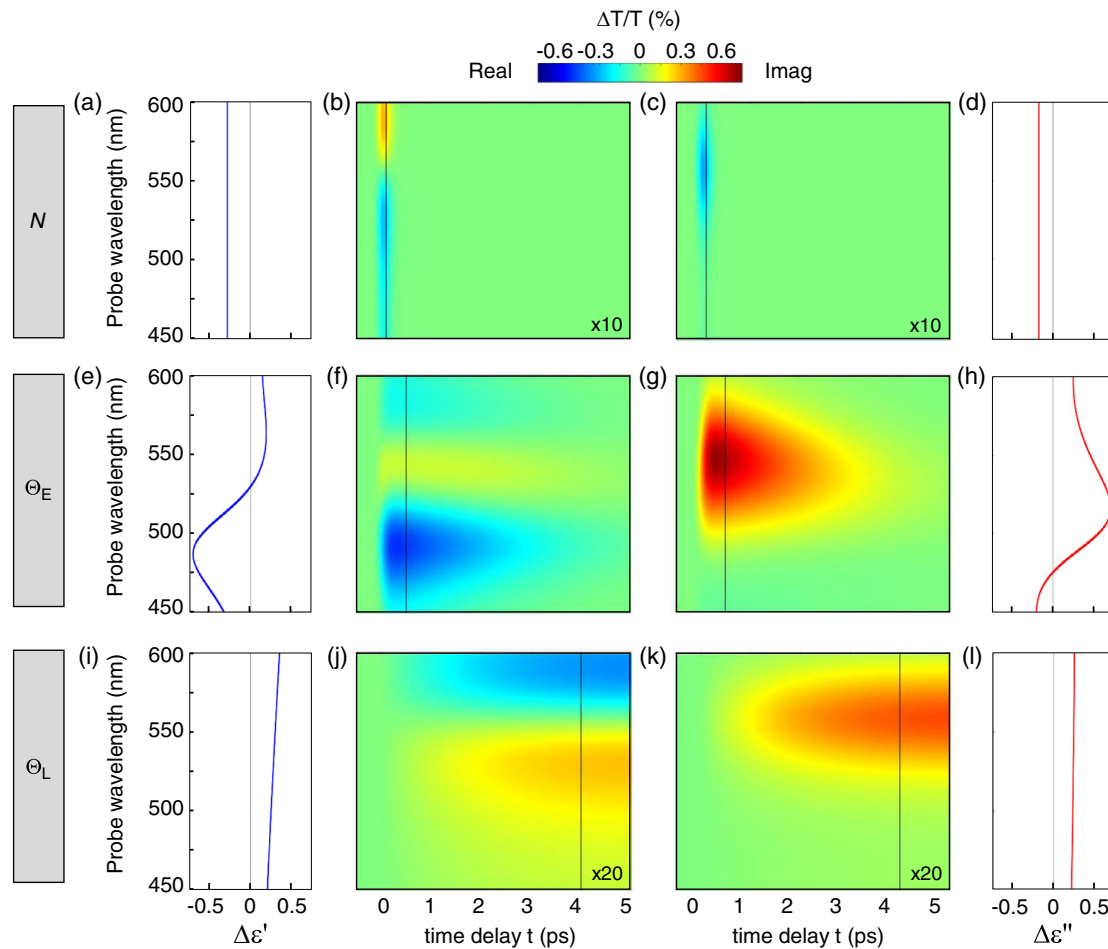 ΔT/T (%)
-0.6 -0.3 0 0.3 0.6
Real Imag
(a) (b) (c) (d)
N
Probe wavelength (nm)
600
550
500
450
x10 x10
(e) (f) (g) (h)
Θ_E
Probe wavelength (nm)
600
550
500
450
(i) (j) (k) (l)
Θ_L
Probe wavelength (nm)
600
550
500
450
x20 x20
-0.5 0 0.5 0 1 2 3 4 5 0 1 2 3 4 5 -0.5 0 0.5
Δε' time delay t (ps) time delay t (ps) Δε"